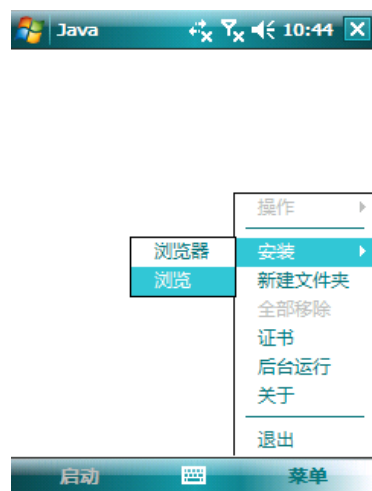 Java 10:44
操作
安装
浏览器
浏览
新建文件夹
全部移除
证书
后台运行
关于
退出
启动 菜单